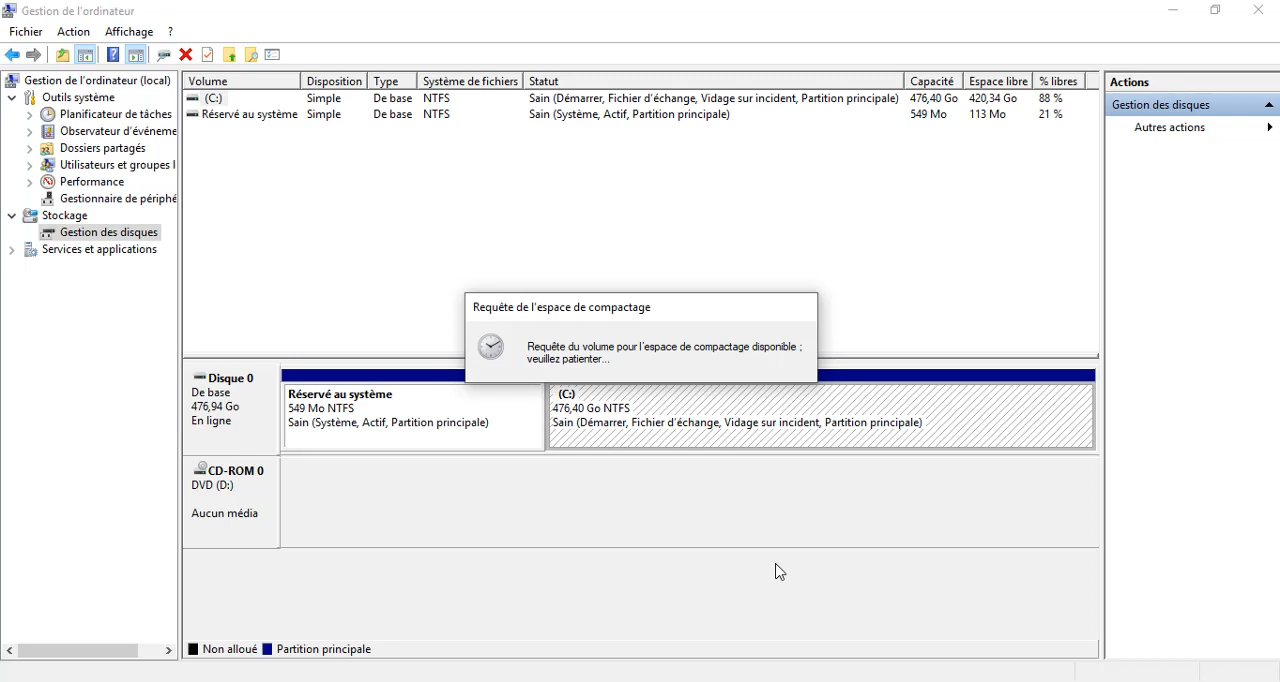 Gestion de l'ordinateur
Fichier Action Affichage ?
Gestion de l'ordinateur (local)
Outils système
Planificateur de tâches
Observateur d'événeme
Dossiers partagés
Utilisateurs et groupes l
Performance
Gestionnaire de périphé
Stockage
Gestion des disques
Services et applications
Volume Disposition Type Système de fichiers Statut Capacité Espace libre % libres
(C:) Simple De base NTFS Sain (Démarrer, Fichier d'échange, Vidage sur incident, Partition principale) 476,40 Go 420,34 Go 88 %
Réservé au système Simple De base NTFS Sain (Système, Actif, Partition principale) 549 Mo 113 Mo 21 %
Actions
Gestion des disques
Autres actions
Requête de l'espace de compactage
Requête du volume pour l'espace de compactage disponible ;
veuillez patienter...
Disque 0
De base
476,94 Go
En ligne
Réservé au système
549 Mo NTFS
Sain (Système, Actif, Partition principale)
(C:)
476,40 Go NTFS
Sain (Démarrer, Fichier d'échange, Vidage sur incident, Partition principale)
CD-ROM 0
DVD (D:)
Aucun média
Non alloué Partition principale